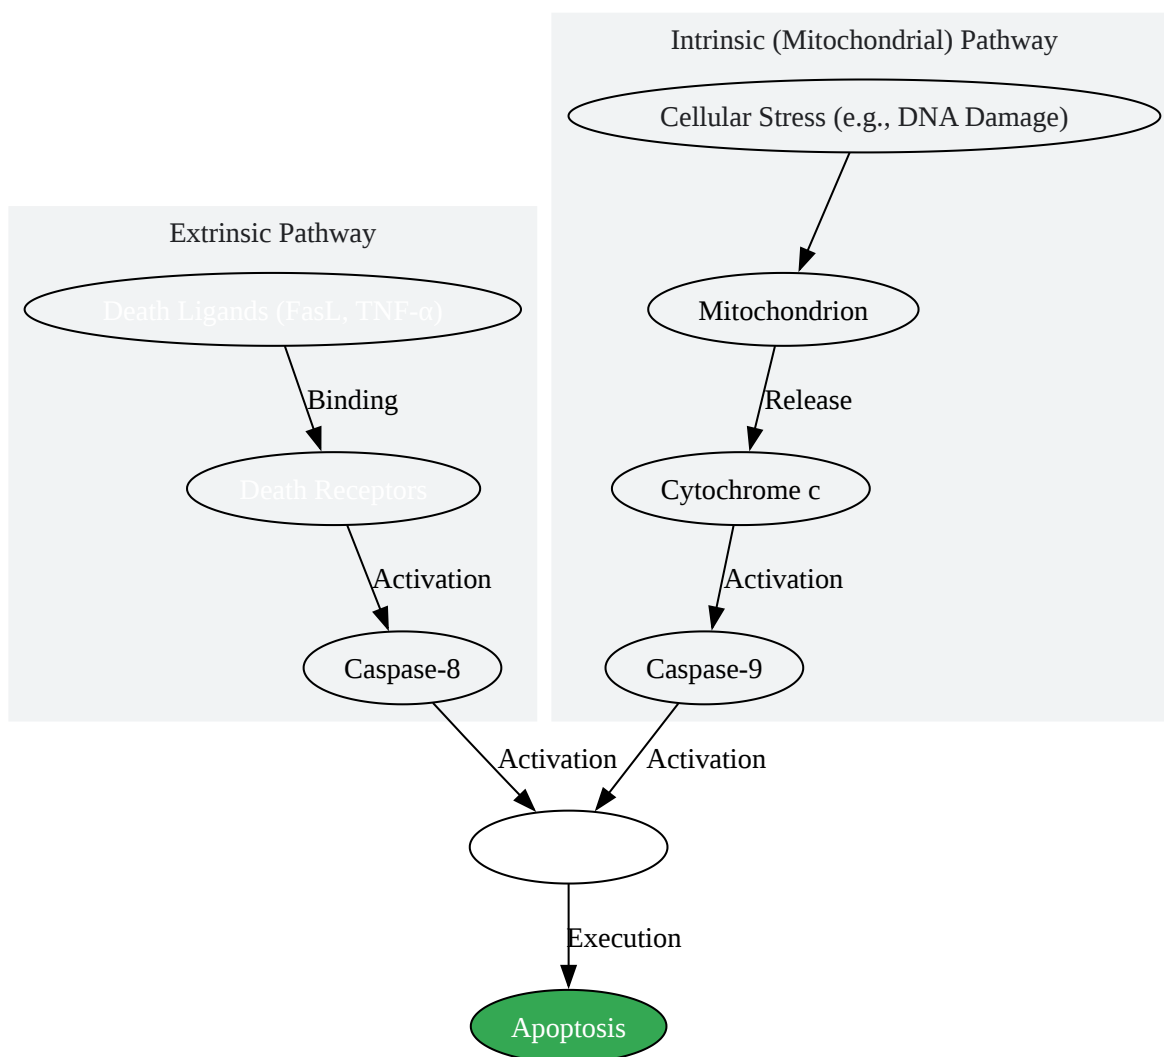 Intrinsic (Mitochondrial) Pathway
Cellular Stress (e.g., DNA Damage)
Extrinsic Pathway
Death Ligands (FasL, TNF-α)
Mitochondrion
Binding
Release
Death Receptors
Cytochrome c
Activation
Activation
Caspase-8
Caspase-9
Activation
Activation
Execution
Apoptosis